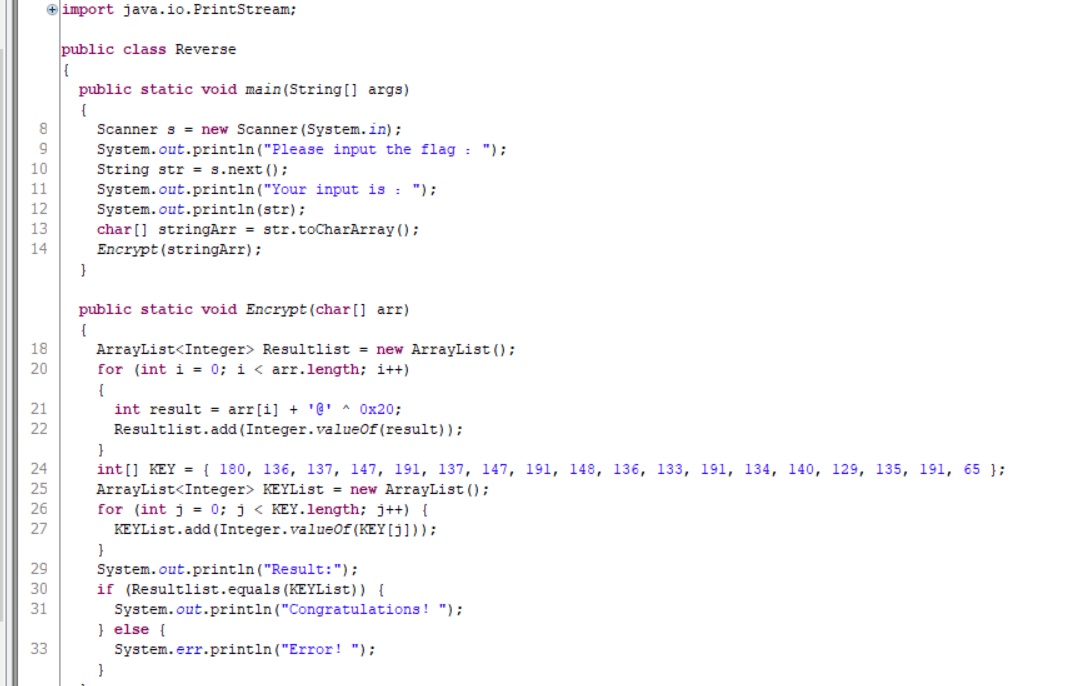 import java.io.PrintStream;
public class Reverse
{
public static void main(String[] args)
{
8 Scanner s = new Scanner(System.in);
9 System.out.println("Please input the flag : ");
10 String str = s.next();
11 System.out.println("Your input is : ");
12 System.out.println(str);
13 char[] stringArr = str.toCharArray();
14 Encrypt(stringArr);
}
public static void Encrypt(char[] arr)
{
18 ArrayList<Integer> Resultlist = new ArrayList();
20 for (int i = 0; i < arr.length; i++)
{
21 int result = arr[i] + '@' ^ 0x20;
22 Resultlist.add(Integer.valueOf(result));
}
24 int[] KEY = { 180, 136, 137, 147, 191, 137, 147, 191, 148, 136, 133, 191, 134, 140, 129, 135, 191, 65 };
25 ArrayList<Integer> KEYList = new ArrayList();
26 for (int j = 0; j < KEY.length; j++) {
27 KEYList.add(Integer.valueOf(KEY[j]));
}
29 System.out.println("Result:");
30 if (Resultlist.equals(KEYList)) {
31 System.out.println("Congratulations! ");
} else {
33 System.err.println("Error! ");
}